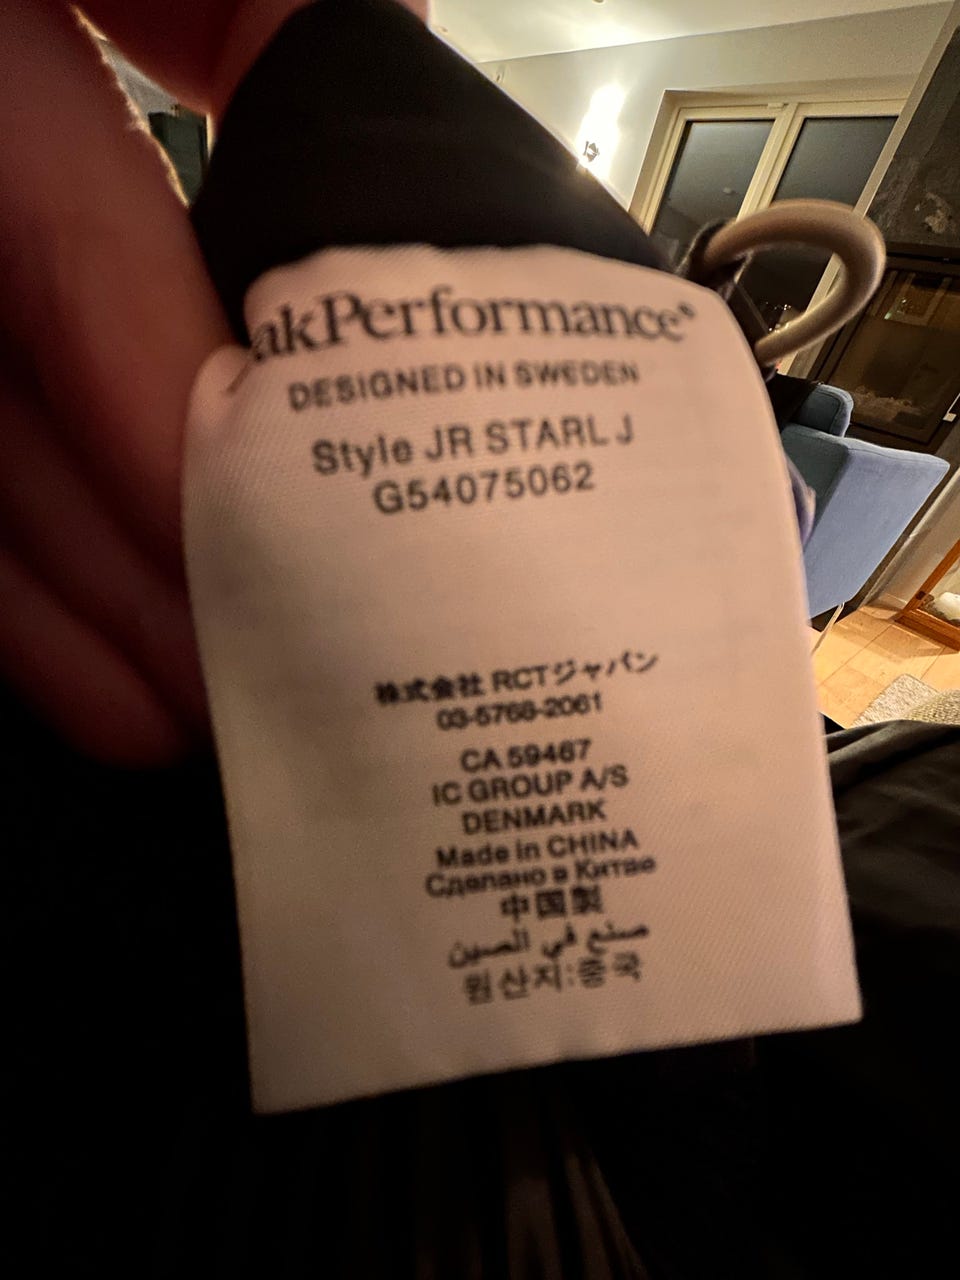 akPerformance®
DESIGNED IN SWEDEN
Style JR STARL J
G54075062
株式会社 RCTジャパン
03-5768-2061
CA 59467
IC GROUP A/S
DENMARK
Made in CHINA
Сделано в Китае
中国製
صنع في الصين
원산지:중국